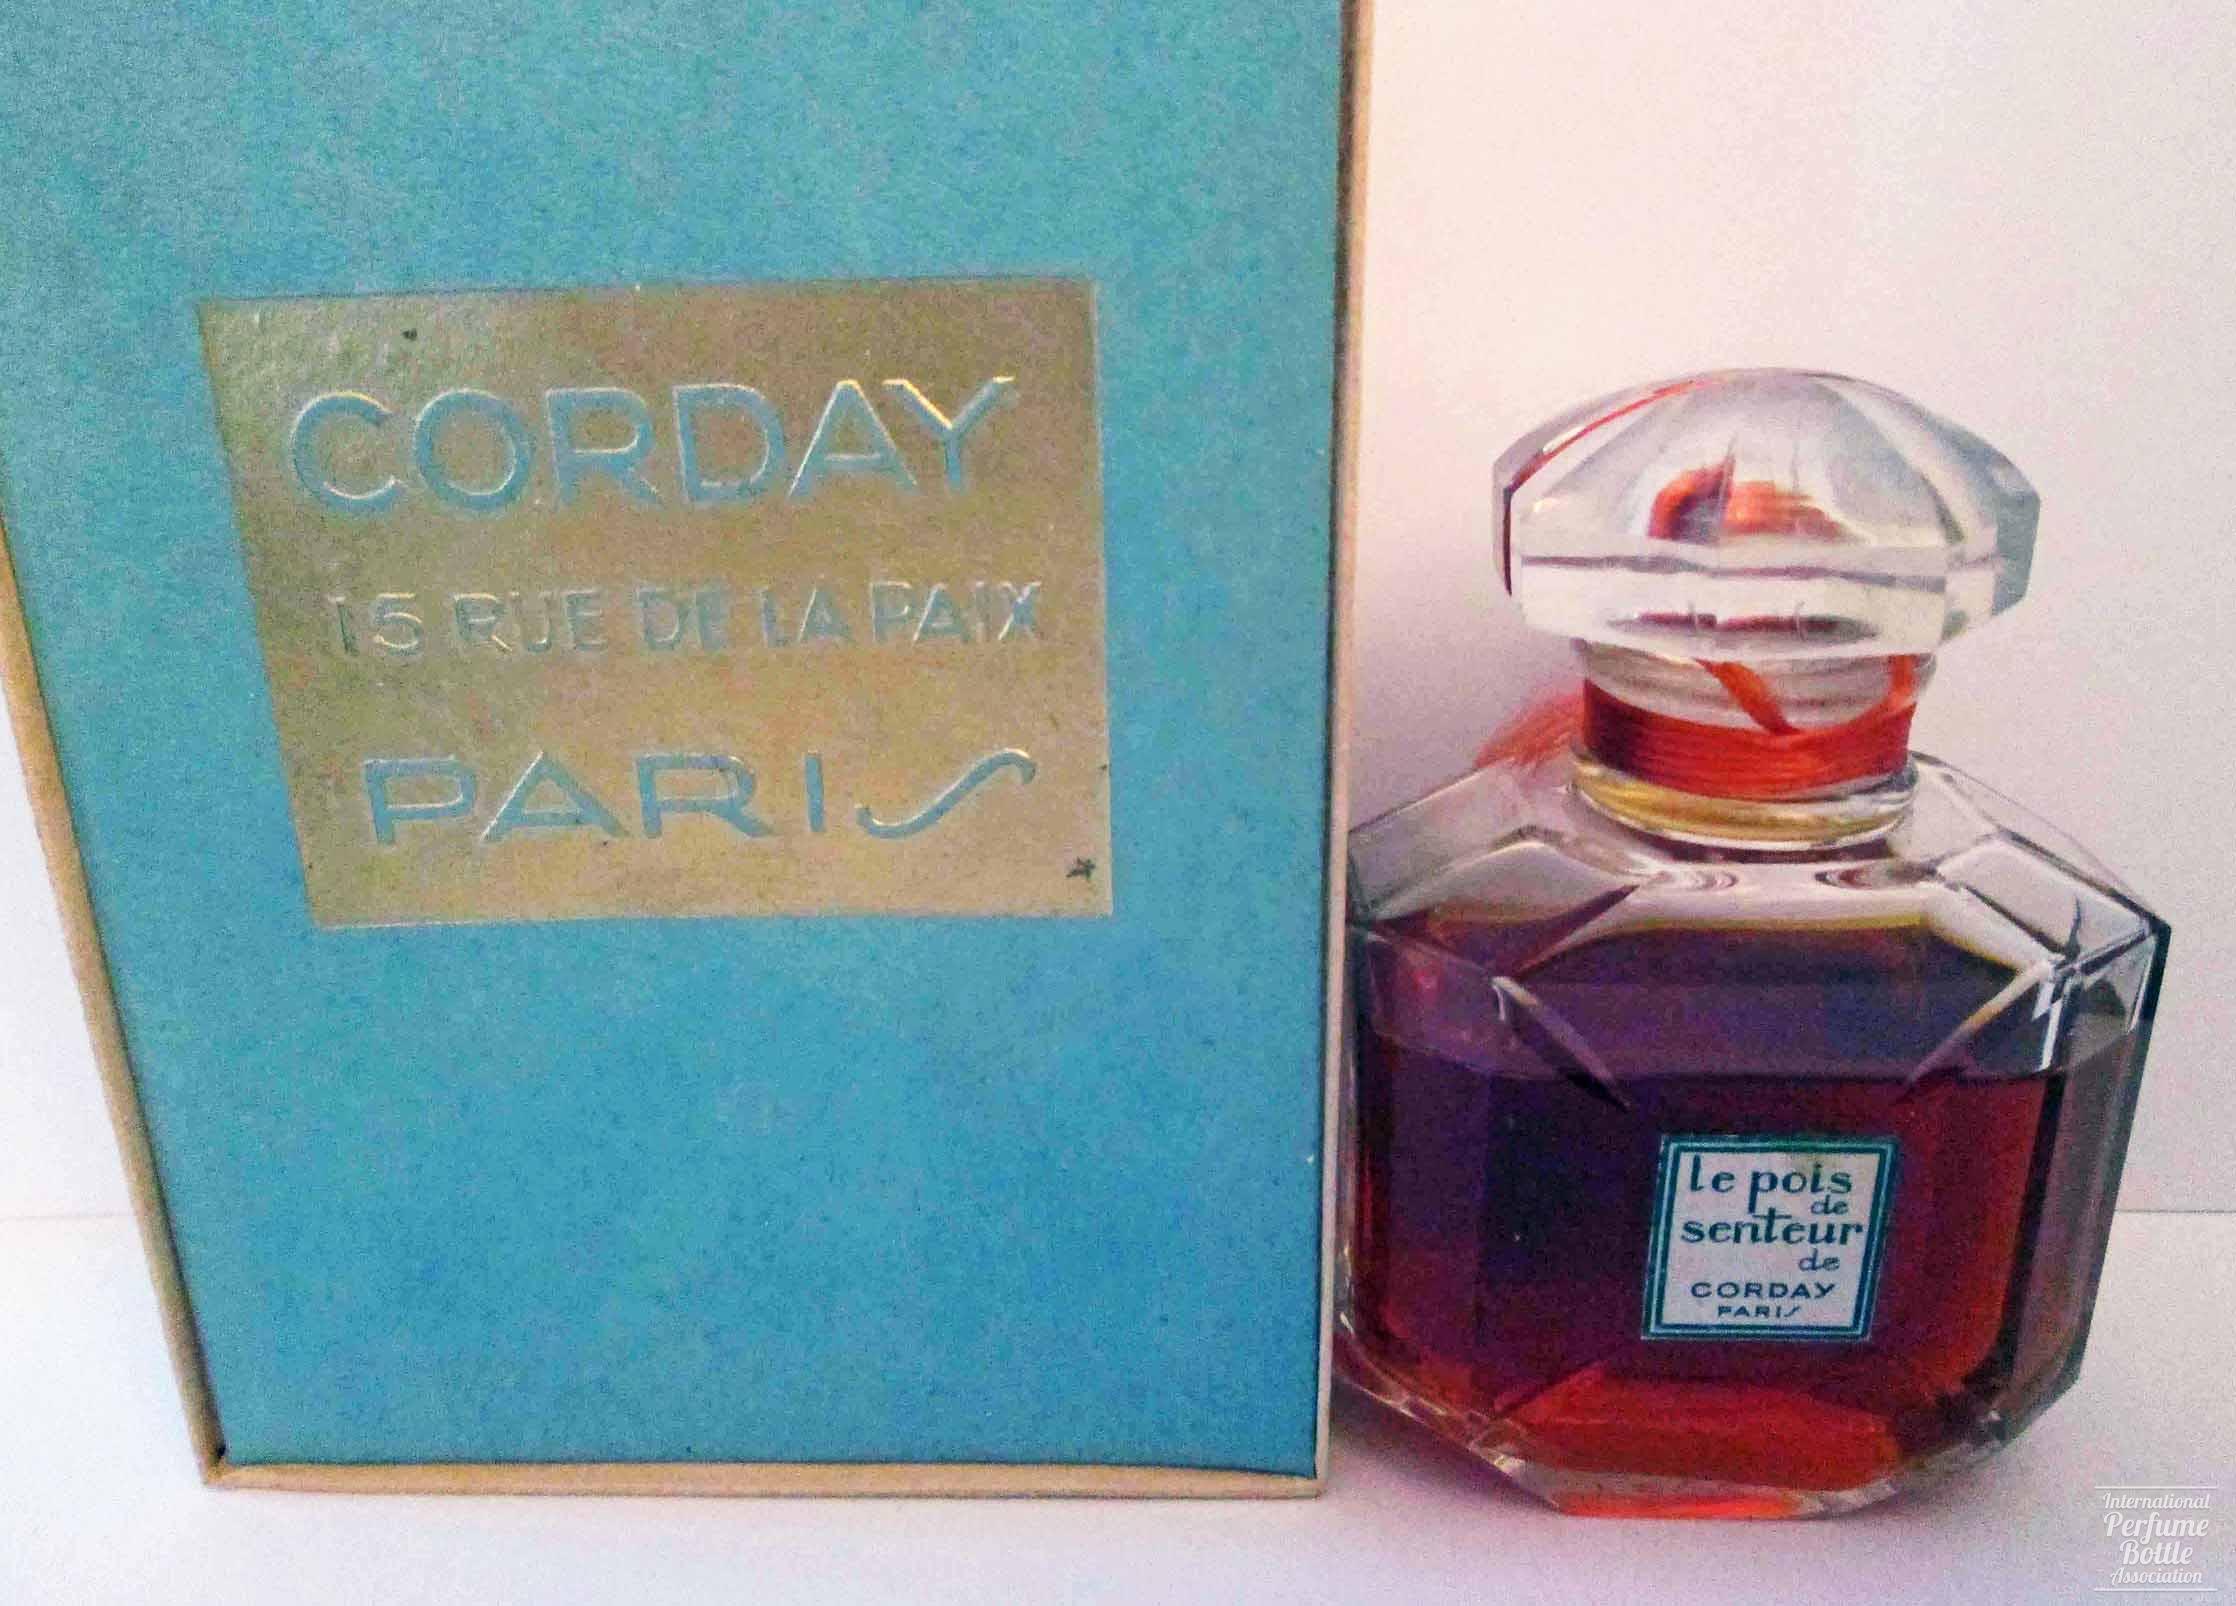 CORDAY
15 RUE DE LA PAIX
PARIS
le pois
de
senteur
de
CORDAY
PARIS
International
Perfume
Bottle
Association